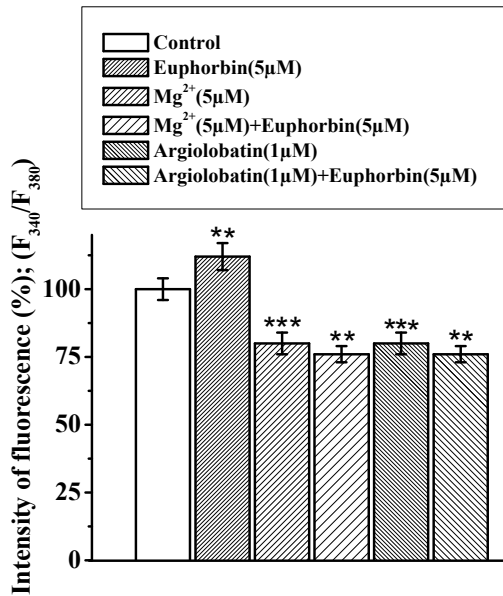 Control
Euphorbin(5µM)
Mg²⁺(5µM)
Mg²⁺(5µM)+Euphorbin(5µM)
Argiolobatin(1µM)
Argiolobatin(1µM)+Euphorbin(5µM)
Intensity of fluorescence (%); (F₃₄₀/F₃₈₀)
** 
*** ** *** **
100
75
50
25
0